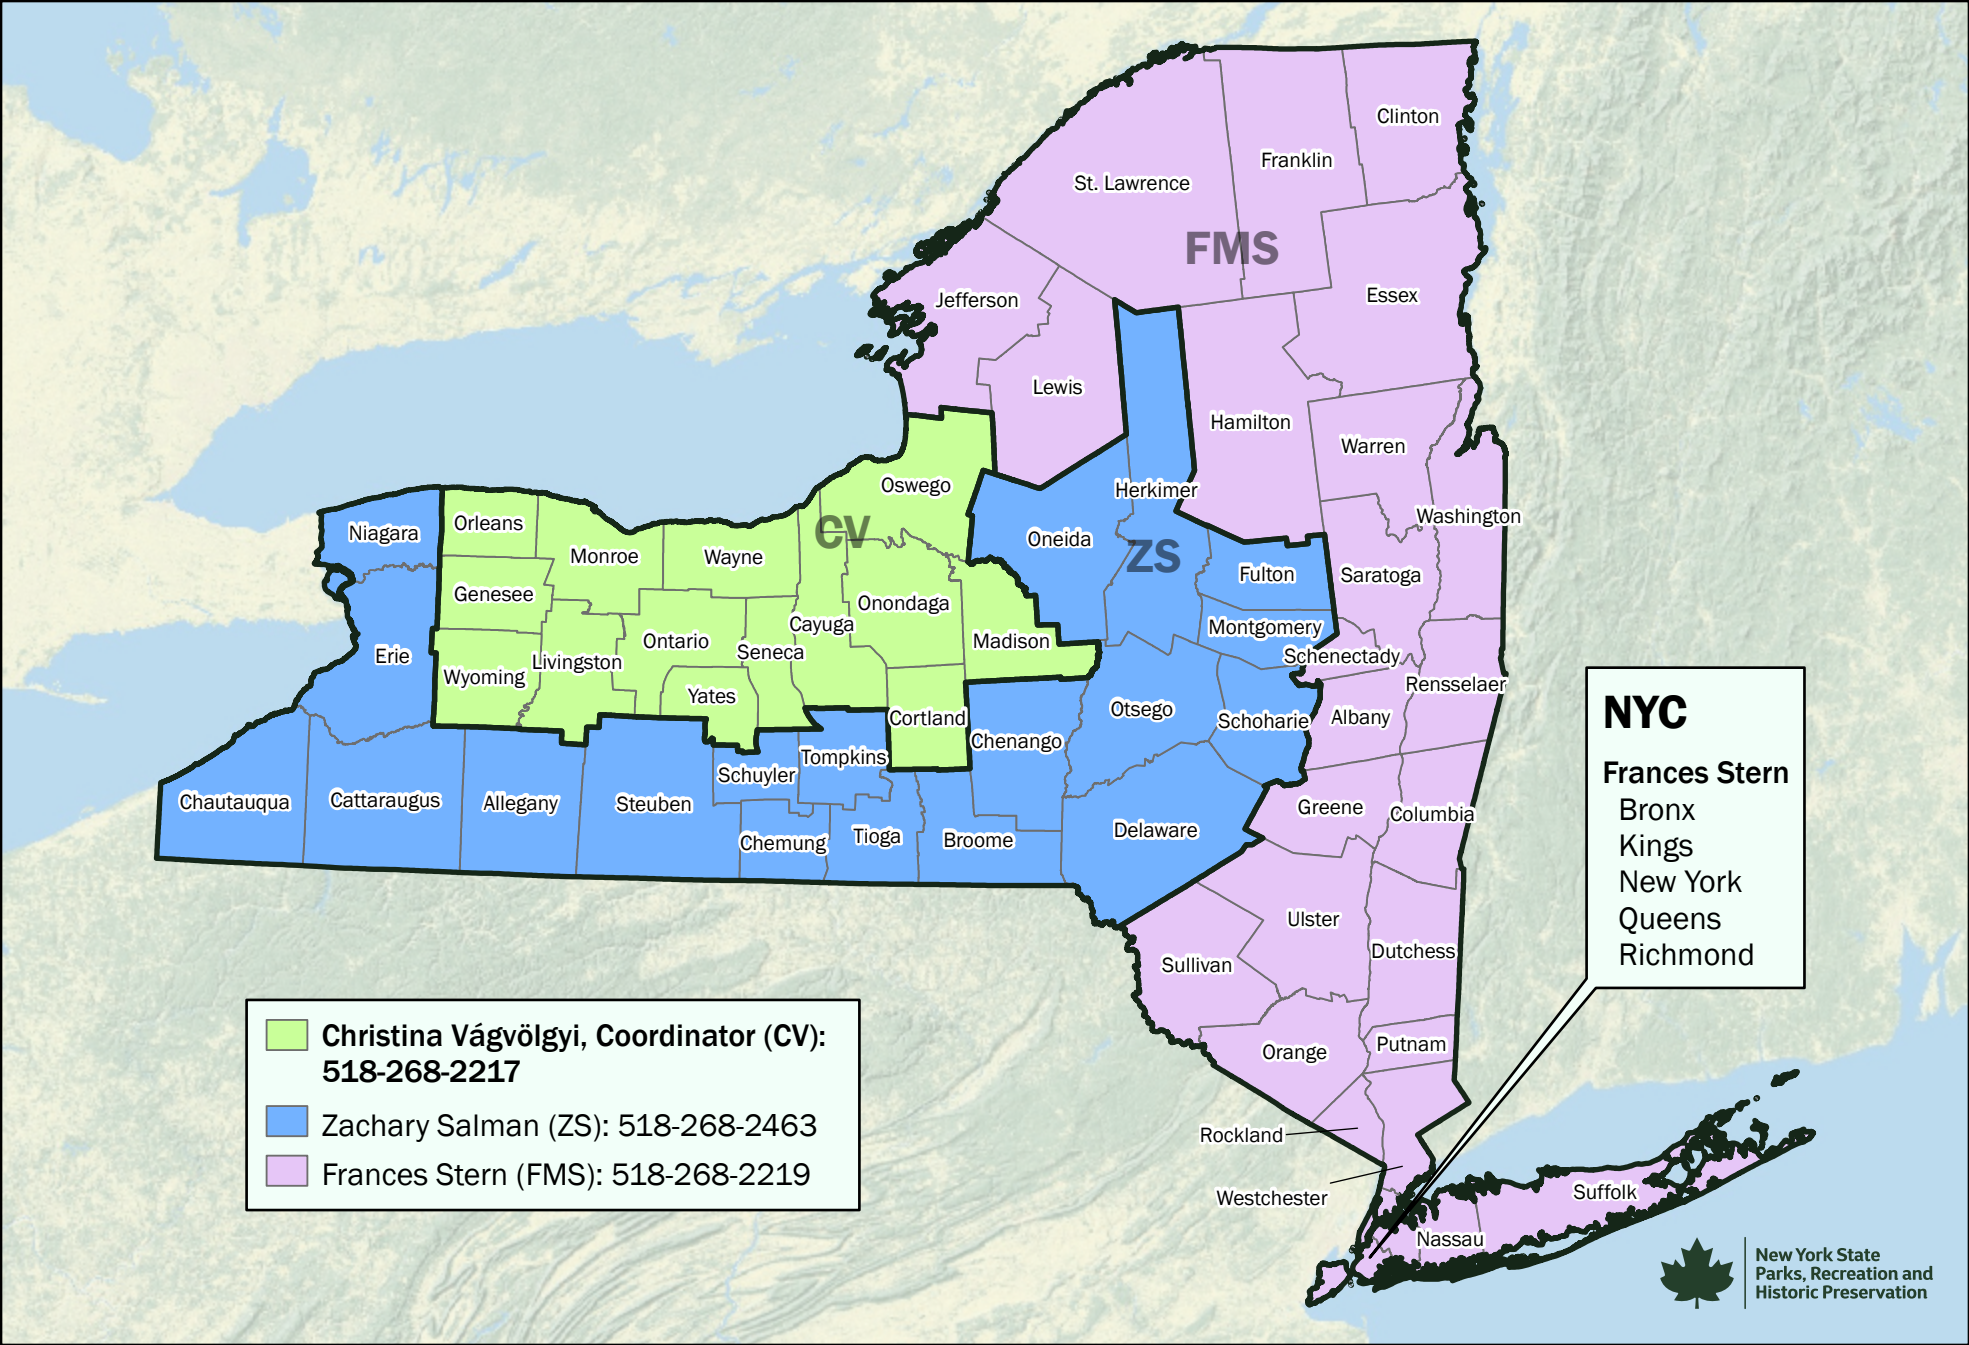 Clinton
Franklin
St. Lawrence
FMS
Essex
Jefferson
Lewis
Hamilton
Warren
Oswego
Herkimer
Washington
Orleans
Niagara
CV
Oneida
Monroe
Wayne
ZS
Fulton
Saratoga
Genesee
Onondaga
Cayuga
Montgomery
Ontario
Madison
Seneca
Erie
Livingston
Schenectady
Wyoming
Rensselaer
Yates
Otsego
Cortland
Schoharie
Albany
Chenango
Tompkins
Schuyler
Chautauqua
Cattaraugus
Allegany
Steuben
Greene
Columbia
Delaware
Tioga
Broome
Chemung
Ulster
Dutchess
Sullivan
Putnam
Orange
Rockland
Westchester
Suffolk
Nassau
NYC
Frances Stern
Bronx
Kings
New York
Queens
Richmond
Christina Vágvölgyi, Coordinator (CV):
518-268-2217
Zachary Salman (ZS): 518-268-2463
Frances Stern (FMS): 518-268-2219
New York State
Parks, Recreation and
Historic Preservation